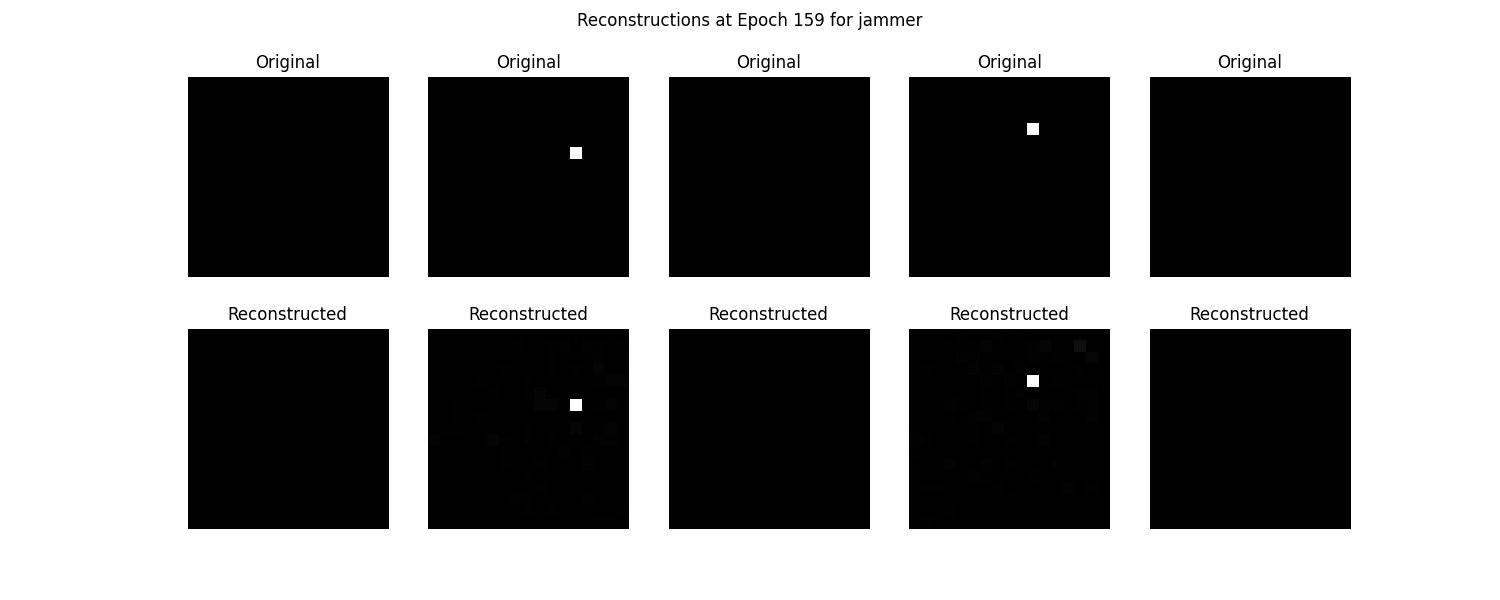 Reconstructions at Epoch 159 for jammer
Original Original Original Original Original
Reconstructed Reconstructed Reconstructed Reconstructed Reconstructed